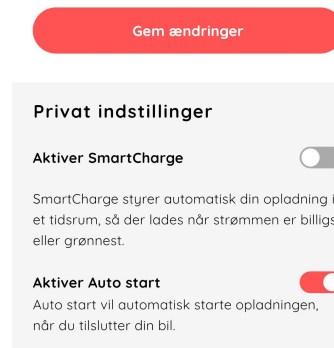 Gem ændringer
Privat indstillinger
Aktiver SmartCharge
SmartCharge styrer automatisk din opladning i
et tidsrum, så der lades når strømmen er billigs
eller grønnest.
Aktiver Auto start
Auto start vil automatisk starte opladningen,
når du tilslutter din bil.